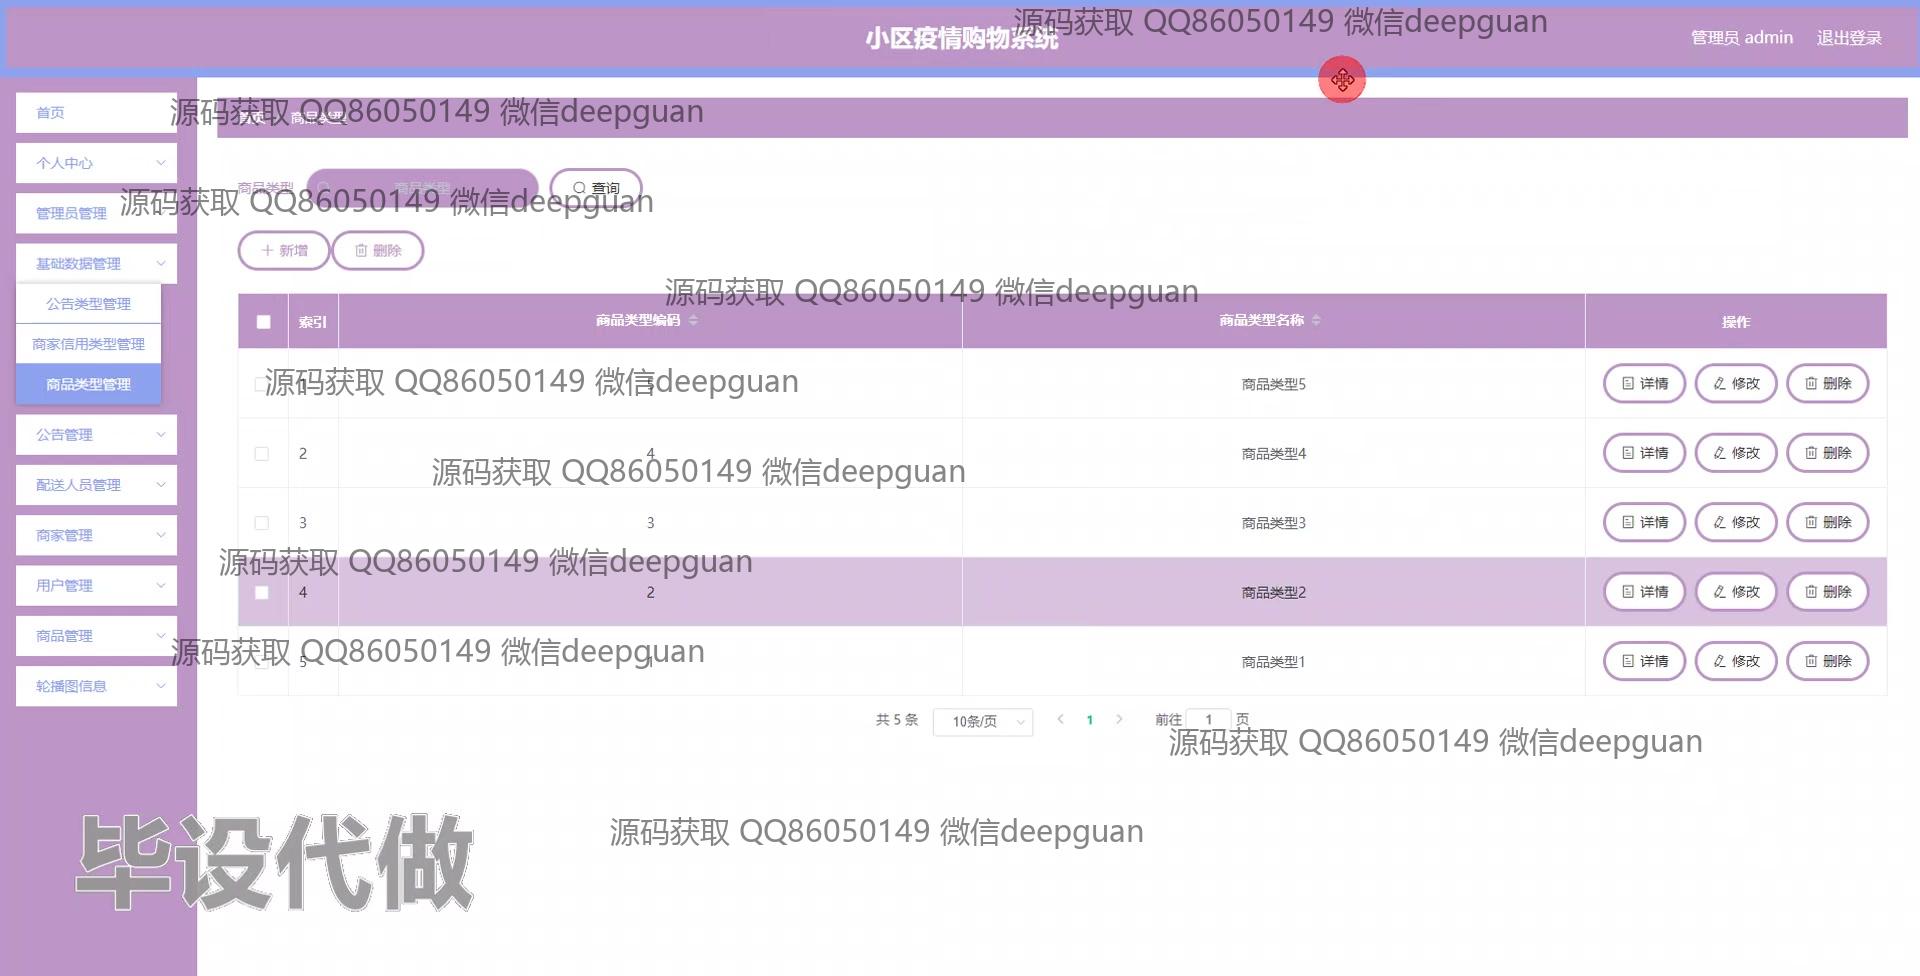 小区疫情购物系统
源码获取 QQ86050149 微信deepguan
管理员 admin
退出登录
首页
源码获取 QQ86050149 微信deepguan
首页
商品类型
个人中心
商品类型
商品类型
查询
管理员管理
源码获取 QQ86050149 微信deepguan
新增
删除
基础数据管理
公告类型管理
源码获取 QQ86050149 微信deepguan
索引
商品类型编码
商品类型名称
操作
商家信用类型管理
商品类型管理
源码获取 QQ86050149 微信deepguan
1
5
商品类型5
详情
修改
删除
公告管理
2
4
商品类型4
详情
修改
删除
源码获取 QQ86050149 微信deepguan
配送人员管理
3
3
商品类型3
详情
修改
删除
商家管理
源码获取 QQ86050149 微信deepguan
用户管理
4
2
商品类型2
详情
修改
删除
商品管理
源码获取 QQ86050149 微信deepguan
5
1
商品类型1
详情
修改
删除
轮播图信息
共 5 条
10条/页
1
前往 1 页
源码获取 QQ86050149 微信deepguan
源码获取 QQ86050149 微信deepguan
毕设代做